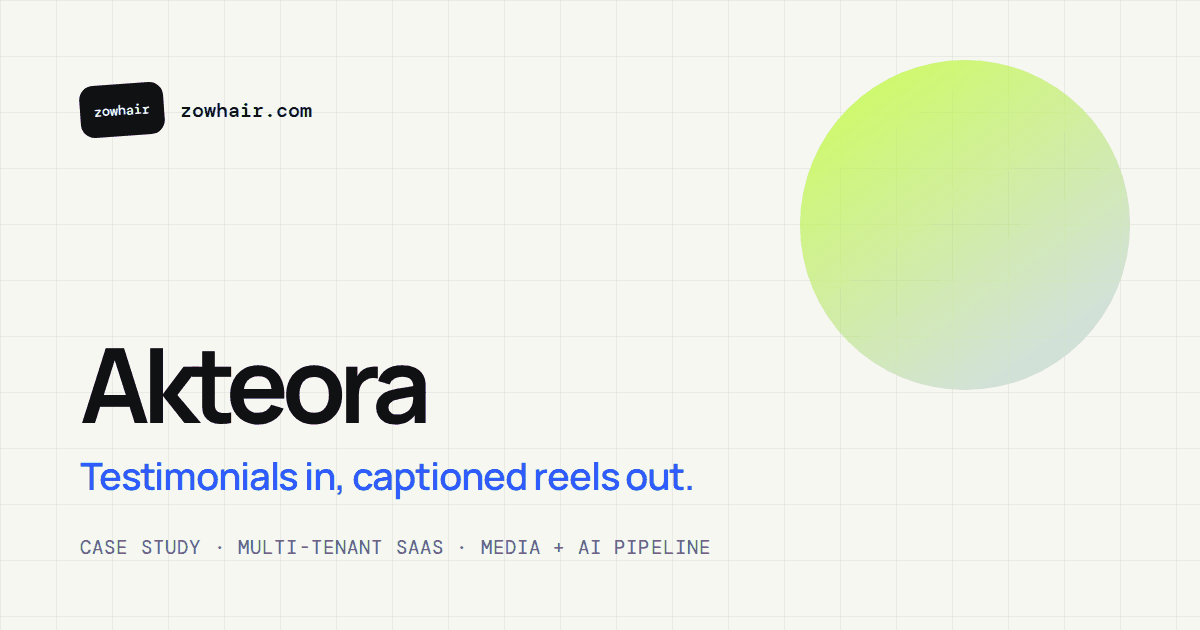 zowhair
zowhair.com
Akteora
Testimonials in, captioned reels out.
CASE STUDY · MULTI-TENANT SAAS · MEDIA + AI PIPELINE